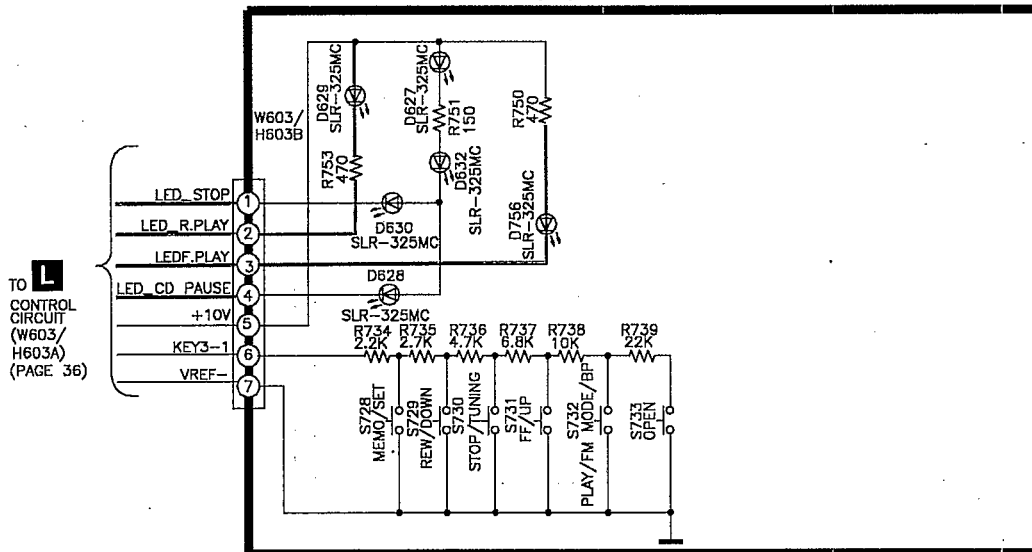 D629
SLR-325MC
D627
SLR-325MC
R751
150
R750
470
W603/
H603B
R753
470
D632
SLR-325MC
D756
SLR-325MC
D630
SLR-325MC
D628
SLR-325MC
LED_STOP
1
LED_R.PLAY
2
LEDF.PLAY
3
LED_CD PAUSE
4
+10V
5
KEY3-1
6
VREF-
7
TO L
CONTROL
CIRCUIT
(W603/
H603A)
(PAGE 36)
R734
2.2K
R735
2.7K
R736
4.7K
R737
6.8K
R738
10K
R739
22K
S728
MEMO/SET
S729
REW/DOWN
S730
STOP/TUNING
S731
FF/UP
S732
PLAY/FM MODE/BP
S733
OPEN